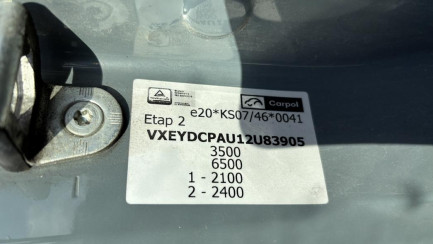 Carpol
e20*KS07/46*0041
Etap 2
VXEYDCPAU12U83905
3500
6500
1 - 2100
2 - 2400